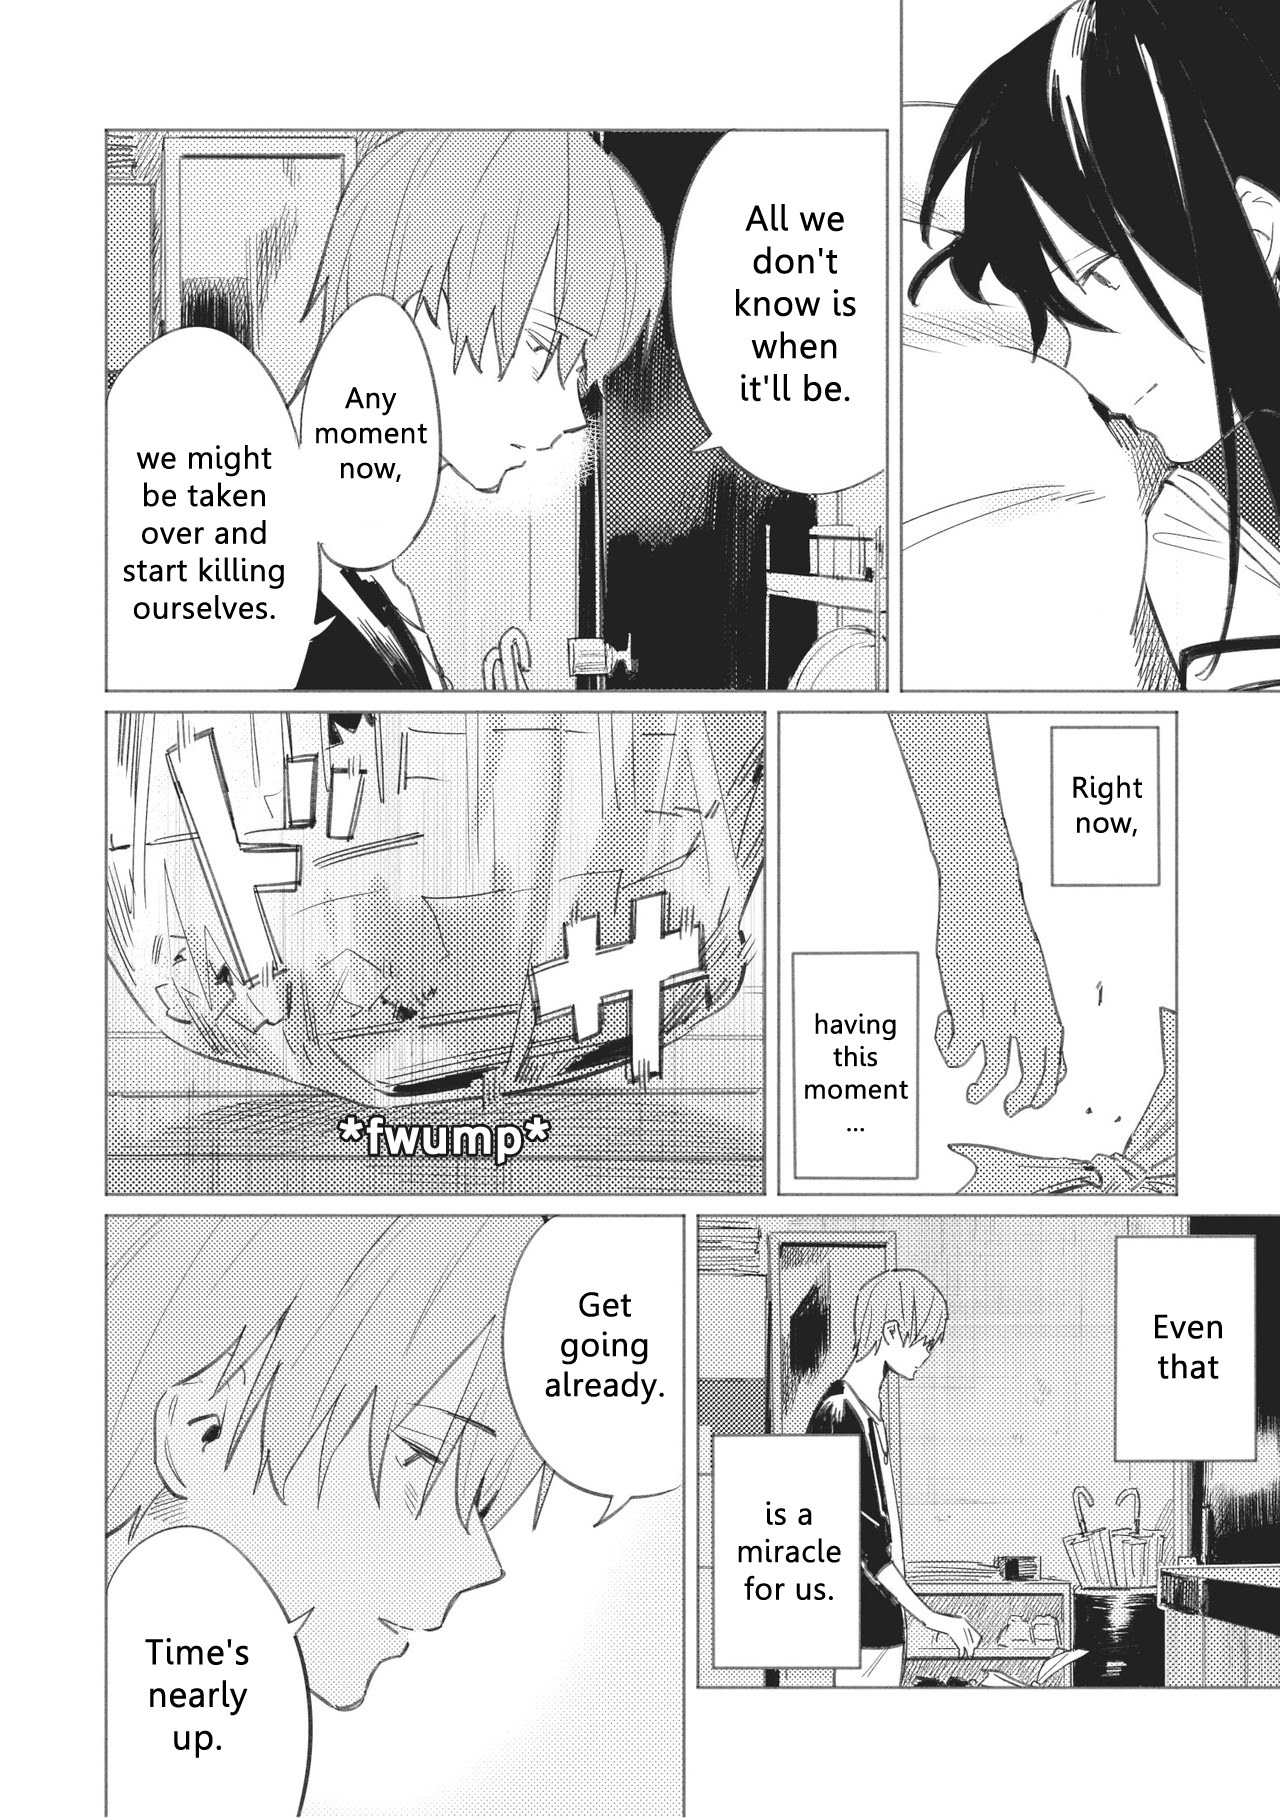 All we
don't
know is
when
it'll be.
Any
moment
now,
we might
be taken
over and
start killing
ourselves.
Right
now,
having
this
moment
...
ドサ
*fwump*
Even
that
is a
miracle
for us.
Get
going
already.
Time's
nearly
up.